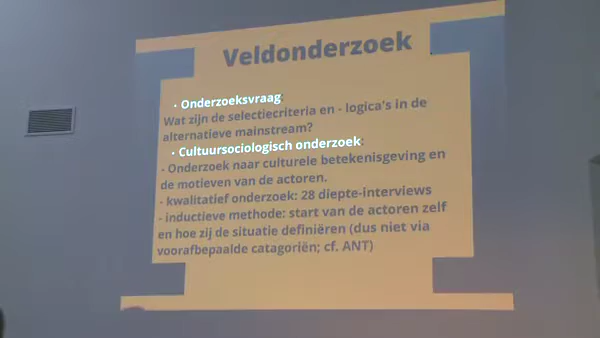 Veldonderzoek
· Onderzoeksvraag:
Wat zijn de selectiecriteria en - logica's in de
alternatieve mainstream?
· Cultuursociologisch onderzoek:
- Onderzoek naar culturele betekenisgeving en
de motieven van de actoren.
- kwalitatief onderzoek: 28 diepte-interviews
- inductieve methode: start van de actoren zelf
en hoe zij de situatie definiëren (dus niet via
voorafbepaalde catagoriën; cf. ANT)